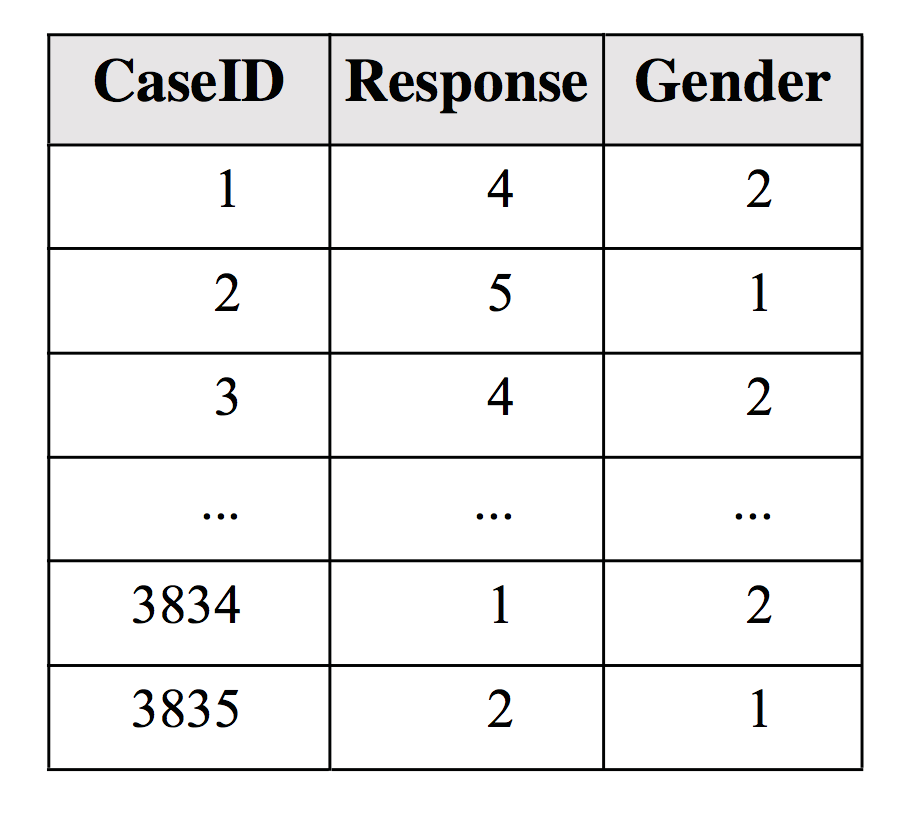 CaseID Response Gender
1 4 2
2 5 1
3 4 2
... ... ...
3834 1 2
3835 2 1